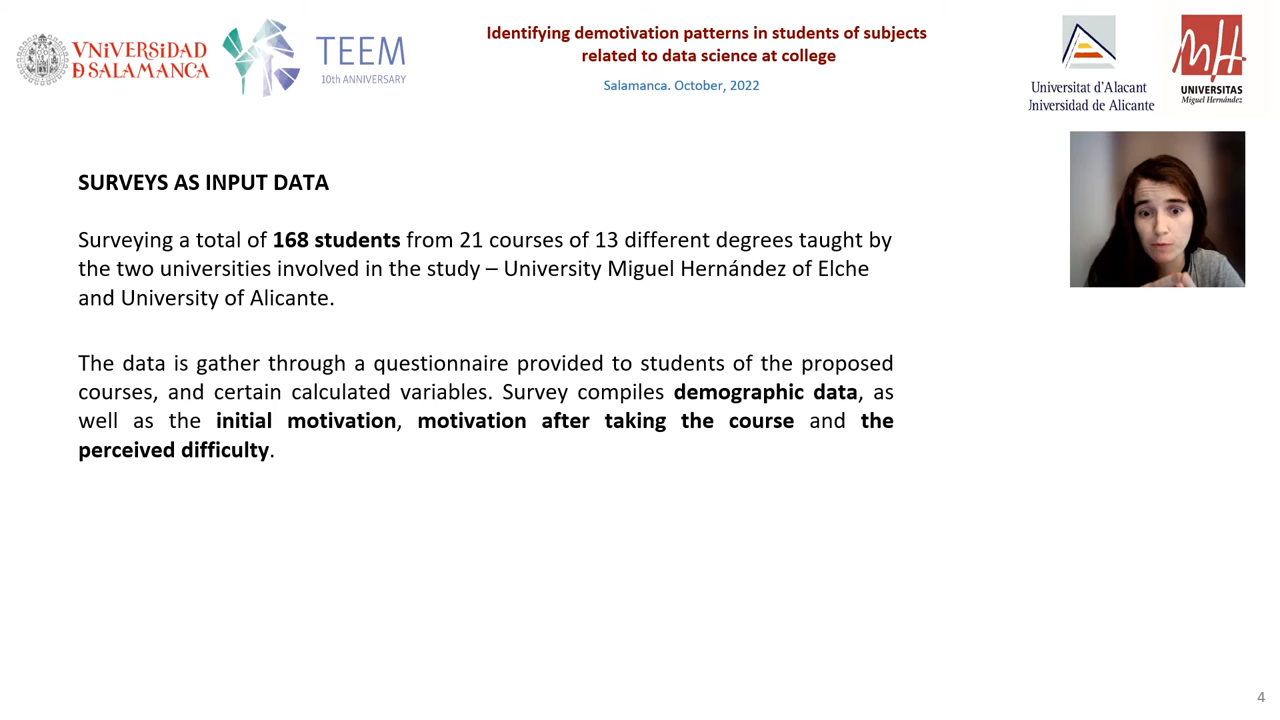 VNiVERSiDAD
D SALAMANCA
TEEM
10th ANNIVERSARY
Identifying demotivation patterns in students of subjects
related to data science at college
Salamanca. October, 2022
Universitat d'Alacant
Universidad de Alicante
UNIVERSITAS
Miguel Hernández
SURVEYS AS INPUT DATA
Surveying a total of 168 students from 21 courses of 13 different degrees taught by
the two universities involved in the study – University Miguel Hernández of Elche
and University of Alicante.
The data is gather through a questionnaire provided to students of the proposed
courses, and certain calculated variables. Survey compiles demographic data, as
well as the initial motivation, motivation after taking the course and the
perceived difficulty.
4